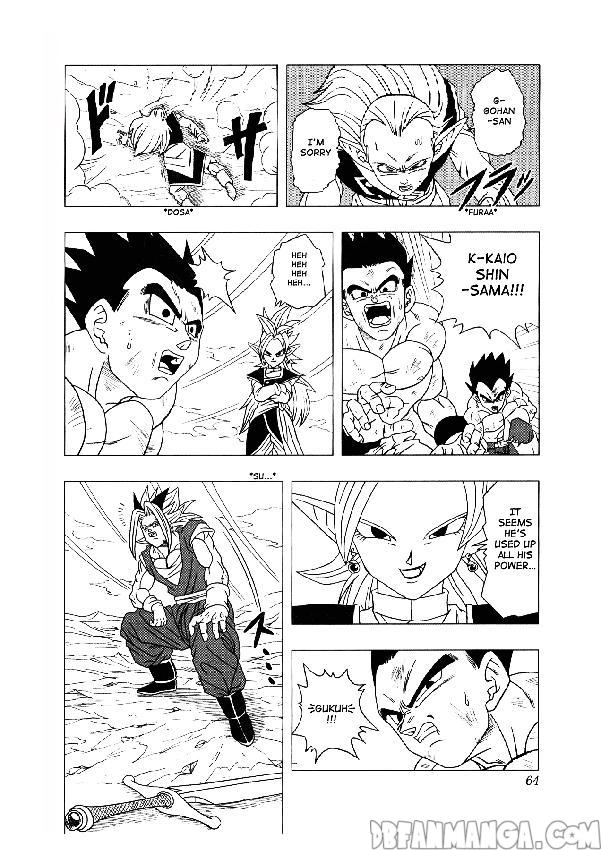 G-
GOHAN
-SAN
I'M
SORRY
*FURAA*
ド
*DOSA*
K-KAIO
SHIN
-SAMA!!!
HEH
HEH
HEH
HEH...
IT
SEEMS
HE'S
USED UP
ALL HIS
POWER...
GUKUH
!!!
*SU...*
64
DBFANMANGA.COM